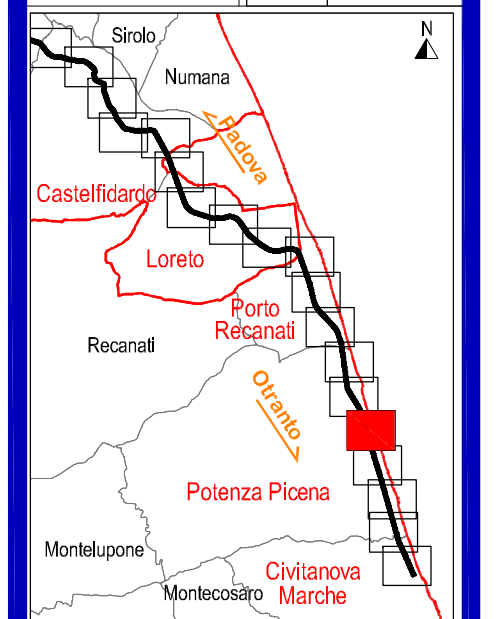 Sirolo
N
Numana
Padova
Castelfidardo
Loreto
Porto
Recanati
Recanati
Otranto
Potenza Picena
Montelupone
Civitanova
Marche
Montecosaro